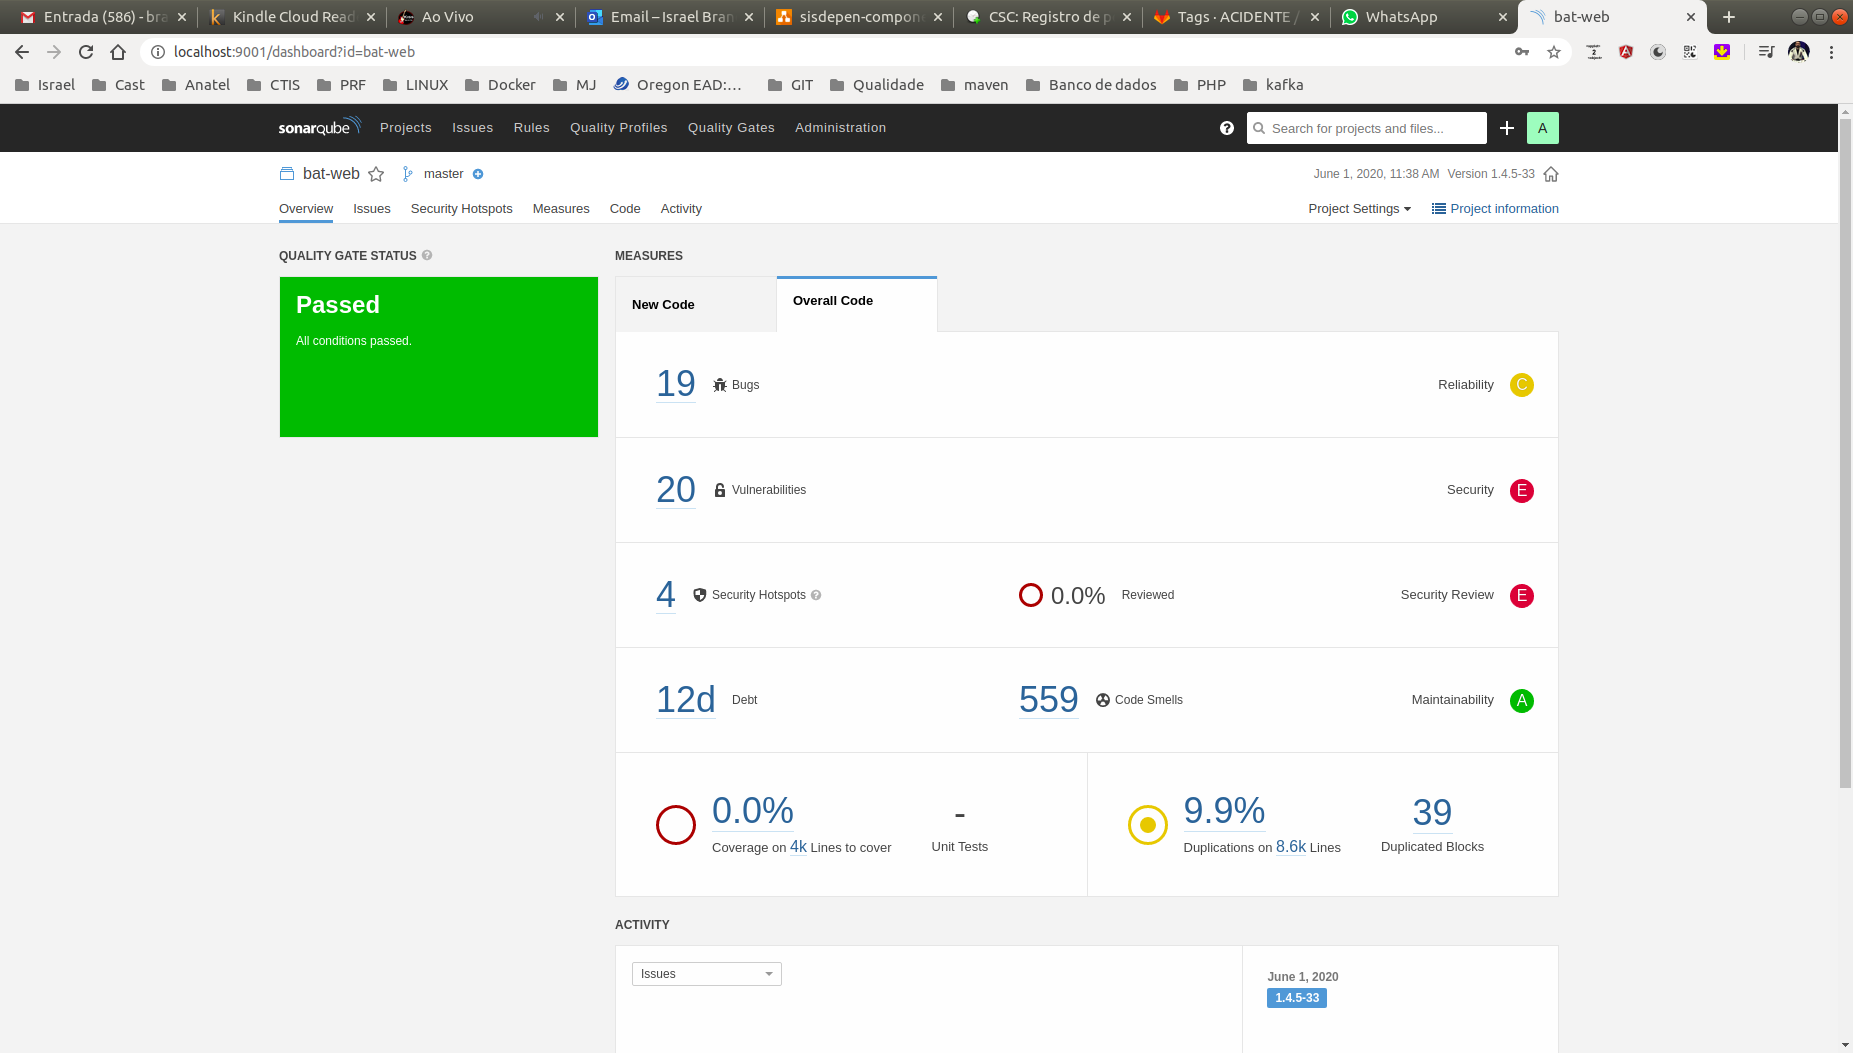 Entrada (586) - bra
Kindle Cloud Read
Ao Vivo
Email – Israel Bran
sisdepen-compone
CSC: Registro de p
Tags · ACIDENTE /
WhatsApp
bat-web
localhost:9001/dashboard?id=bat-web
Israel Cast Anatel CTIS PRF LINUX Docker MJ Oregon EAD:... GIT Qualidade maven Banco de dados PHP kafka
sonarqube Projects Issues Rules Quality Profiles Quality Gates Administration Search for projects and files... A
bat-web master June 1, 2020, 11:38 AM Version 1.4.5-33
Overview Issues Security Hotspots Measures Code Activity Project Settings Project information
QUALITY GATE STATUS
Passed
All conditions passed.
MEASURES
New Code Overall Code
19 Bugs Reliability C
20 Vulnerabilities Security E
4 Security Hotspots 0.0% Reviewed Security Review E
12d Debt 559 Code Smells Maintainability A
0.0% - 9.9% 39
Coverage on 4k Lines to cover Unit Tests Duplications on 8.6k Lines Duplicated Blocks
ACTIVITY
Issues
June 1, 2020
1.4.5-33